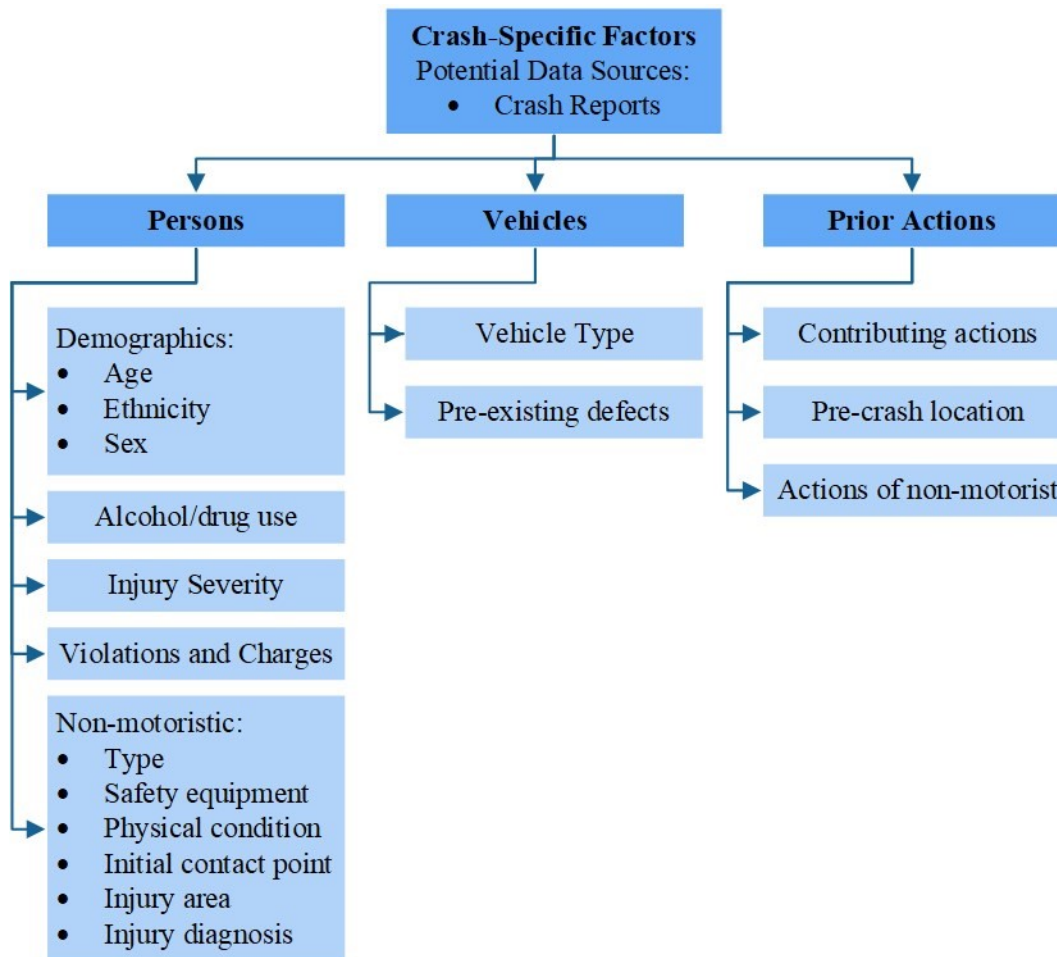 Crash-Specific Factors
Potential Data Sources:
• Crash Reports
Persons
Vehicles
Prior Actions
Demographics:
• Age
• Ethnicity
• Sex
Alcohol/drug use
Injury Severity
Violations and Charges
Non-motoristic:
• Type
• Safety equipment
• Physical condition
• Initial contact point
• Injury area
• Injury diagnosis
Vehicle Type
Pre-existing defects
Contributing actions
Pre-crash location
Actions of non-motorist